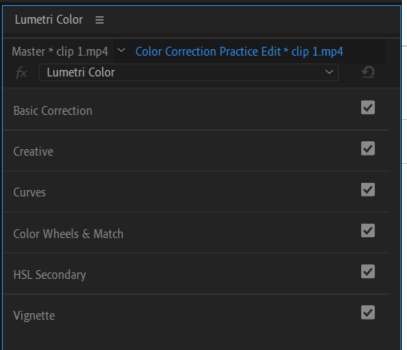 Lumetri Color
Master * clip 1.mp4 Color Correction Practice Edit * clip 1.mp4
fx Lumetri Color
Basic Correction
Creative
Curves
Color Wheels & Match
HSL Secondary
Vignette